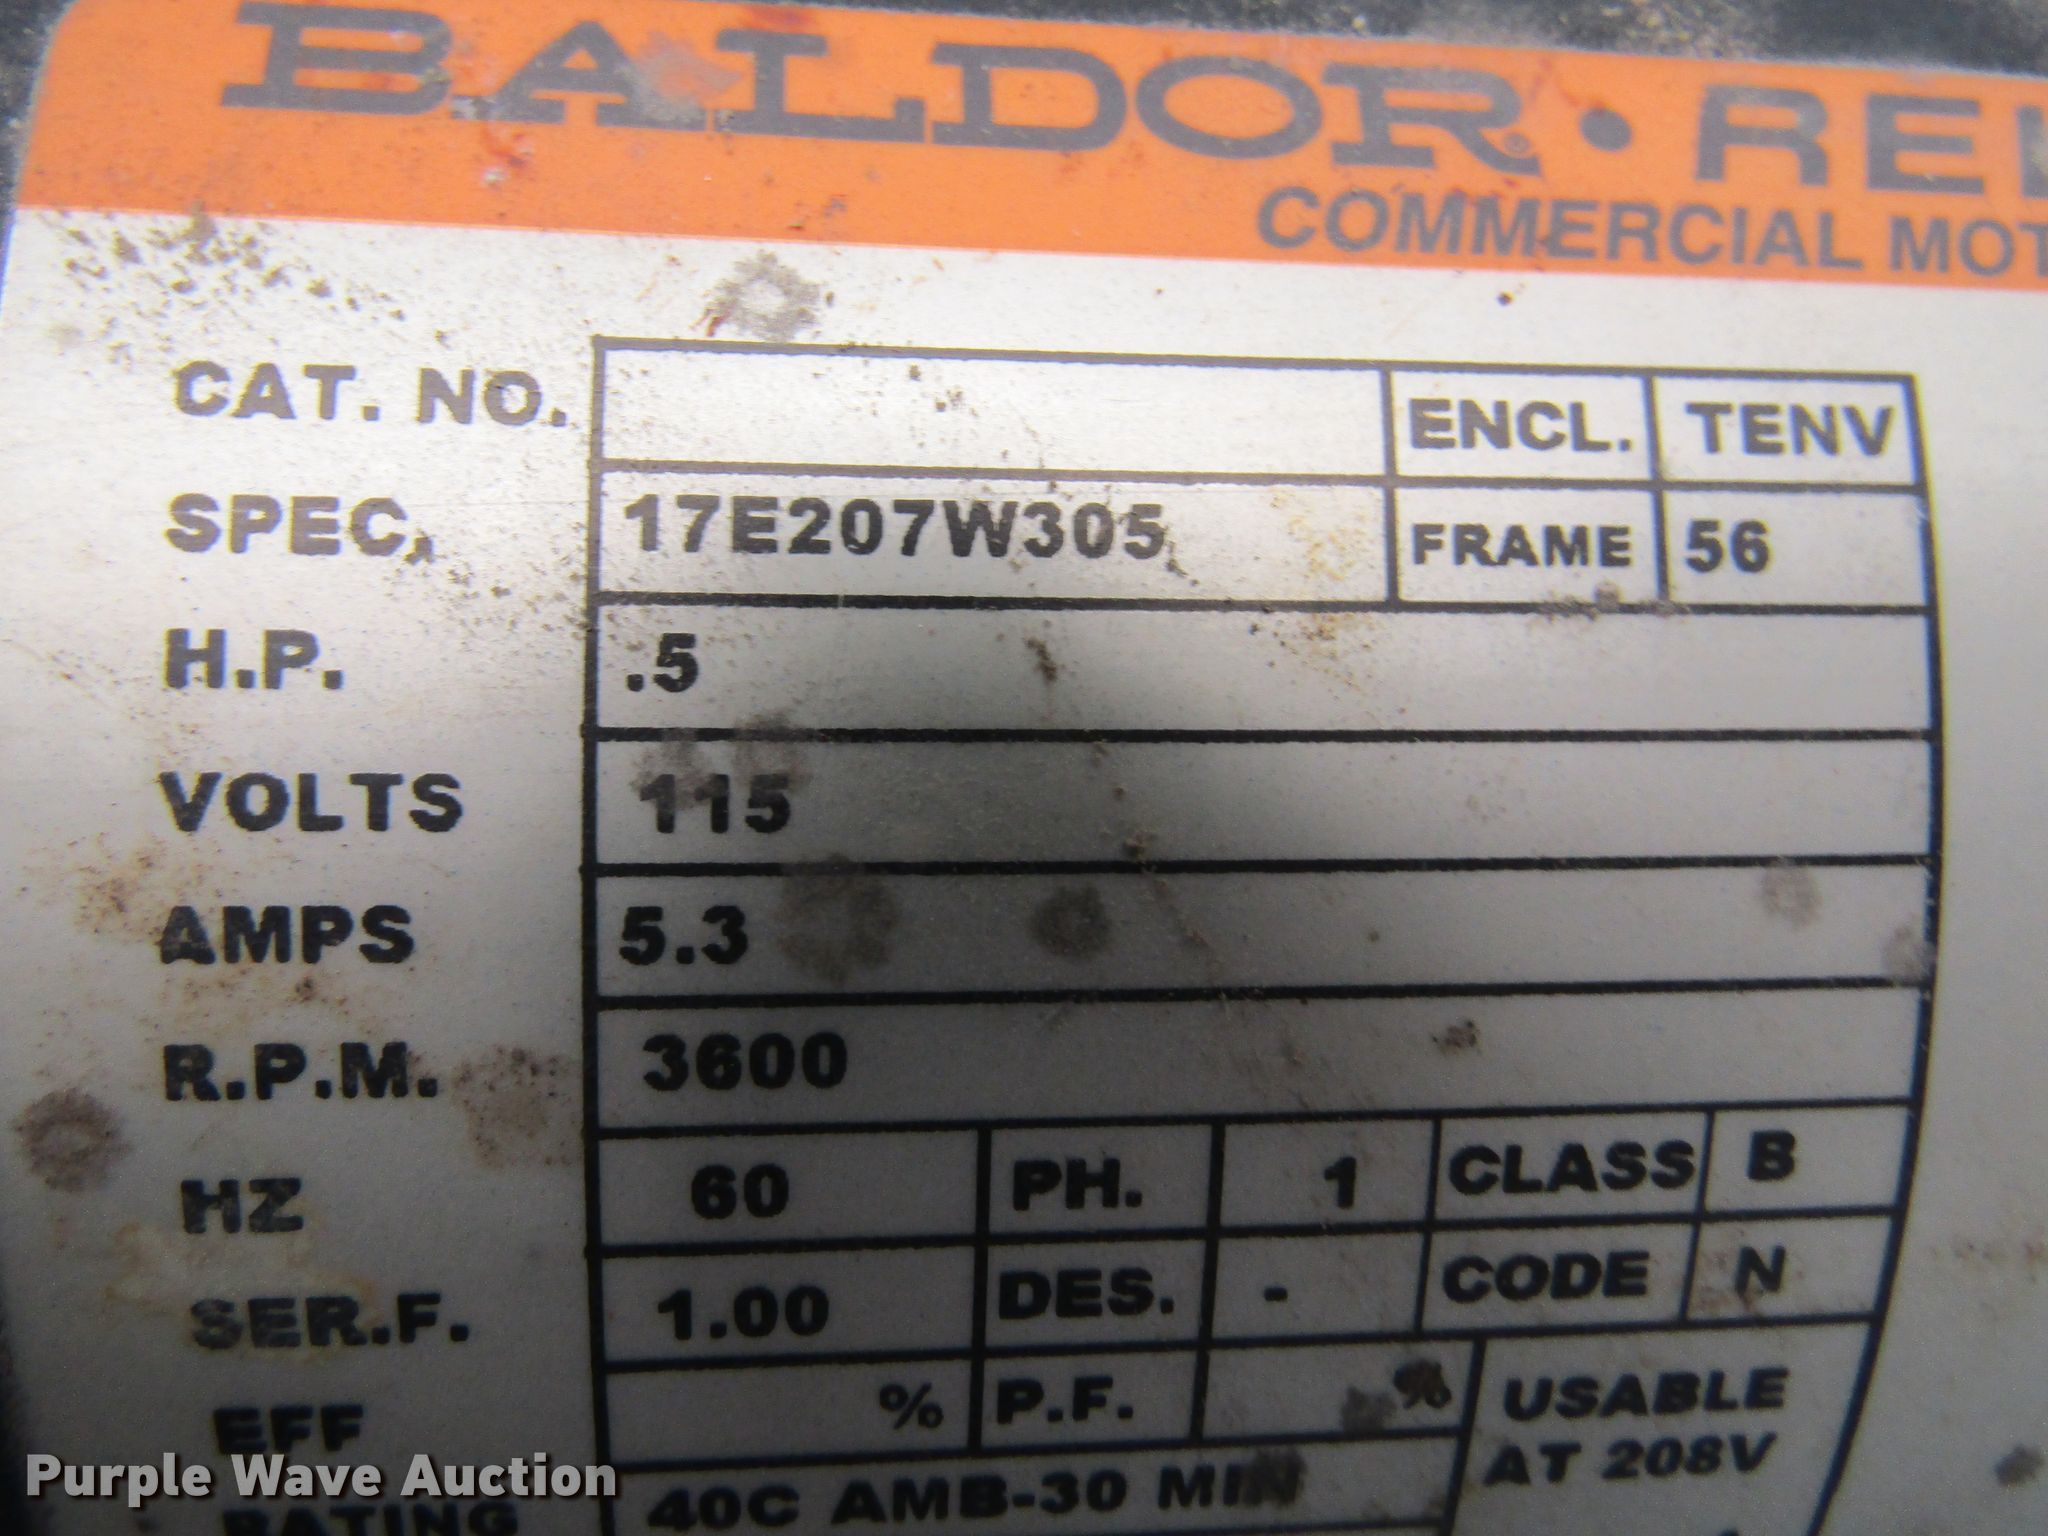 BALDOR® • REL
COMMERCIAL MOT
CAT. NO. ENCL. TENV
SPEC. 17E207W305 FRAME 56
H.P. .5
VOLTS 115
AMPS 5.3
R.P.M. 3600
HZ 60 PH. 1 CLASS B
SER.F. 1.00 DES. - CODE N
EFF % P.F. % USABLE
AT 208V
RATING 40C AMB-30 MIN
Purple Wave Auction